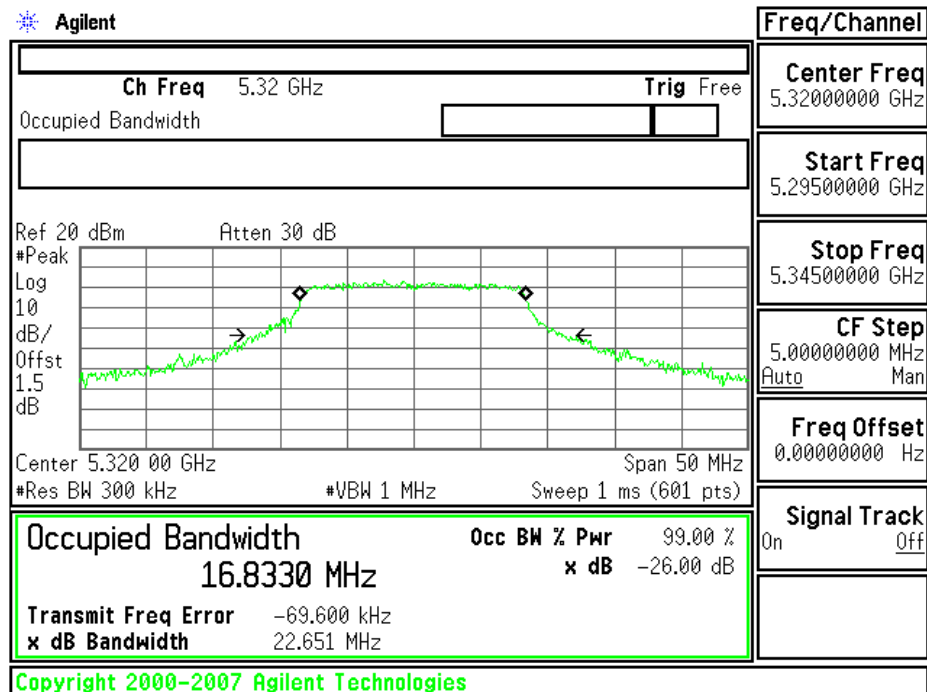 Agilent
Freq/Channel
Ch Freq 5.32 GHz Trig Free
Occupied Bandwidth
Center Freq
5.32000000 GHz
Start Freq
5.29500000 GHz
Stop Freq
5.34500000 GHz
CF Step
5.00000000 MHz
Auto Man
Freq Offset
0.00000000 Hz
Signal Track
On Off
Ref 20 dBm Atten 30 dB
#Peak
Log
10
dB/
Offst
1.5
dB
Center 5.320 00 GHz Span 50 MHz
#Res BW 300 kHz #VBW 1 MHz Sweep 1 ms (601 pts)
Occupied Bandwidth
16.8330 MHz
Occ BW % Pwr 99.00 %
x dB -26.00 dB
Transmit Freq Error -69.600 kHz
x dB Bandwidth 22.651 MHz
Copyright 2000-2007 Agilent Technologies